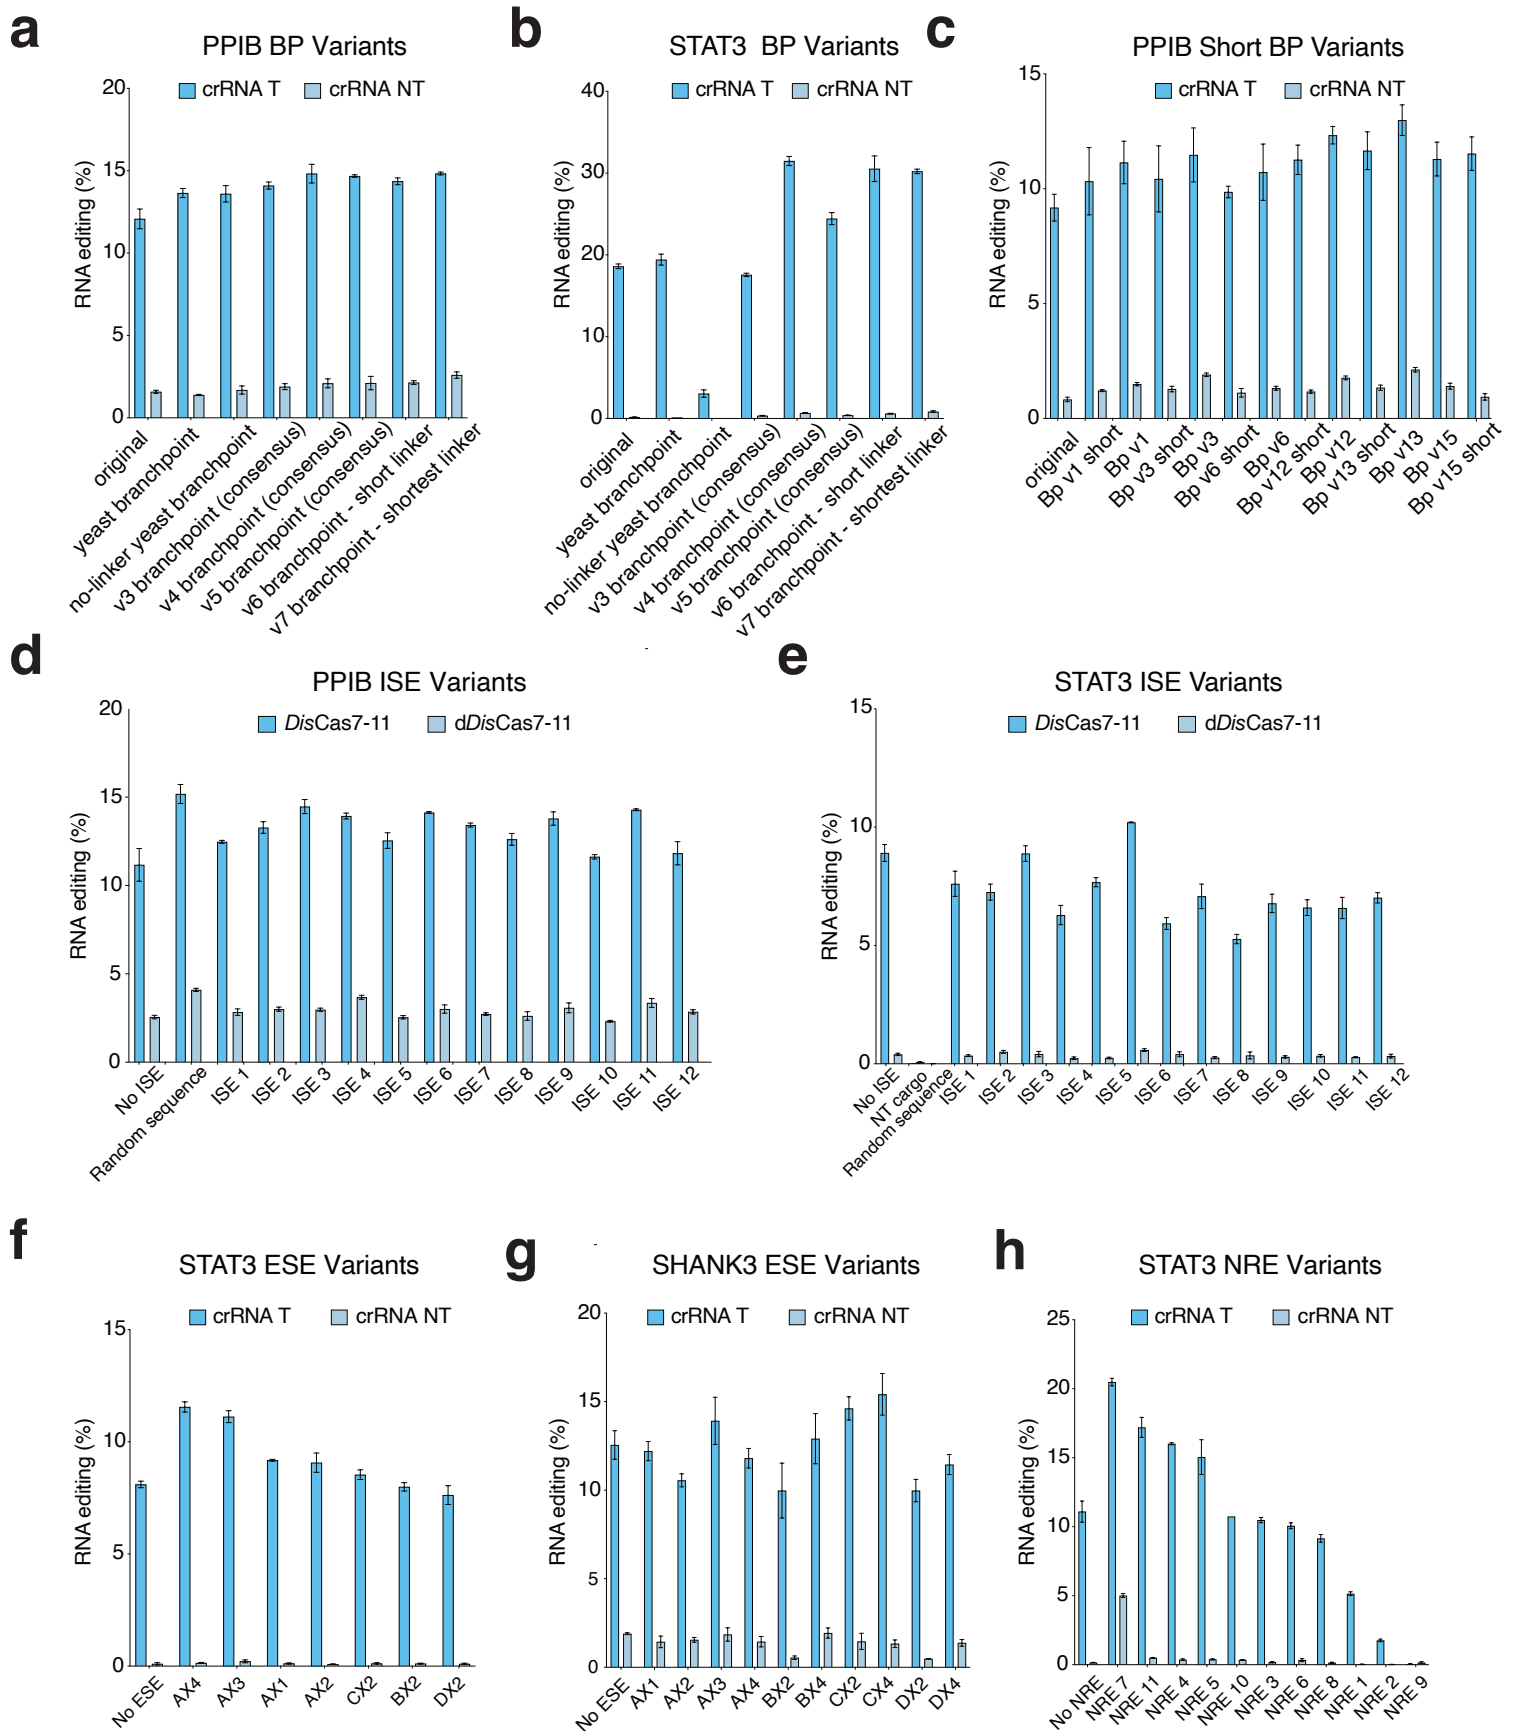 a
PPIB BP Variants
crRNA T
crRNA NT
RNA editing (%)
20
15
10
5
0
original
yeast branchpoint
no-linker yeast branchpoint
v3 branchpoint (consensus)
v4 branchpoint (consensus)
v5 branchpoint (consensus)
v6 branchpoint - short linker
v7 branchpoint - shortest linker
b
STAT3 BP Variants
crRNA T
crRNA NT
RNA editing (%)
40
30
20
10
0
original
yeast branchpoint
no-linker yeast branchpoint
v3 branchpoint (consensus)
v4 branchpoint (consensus)
v5 branchpoint (consensus)
v6 branchpoint - short linker
v7 branchpoint - shortest linker
c
PPIB Short BP Variants
crRNA T
crRNA NT
RNA editing (%)
15
10
5
0
original
Bp v1 short
Bp v1
Bp v3 short
Bp v3
Bp v6 short
Bp v6
Bp v12 short
Bp v12
Bp v13 short
Bp v13
Bp v15
Bp v15 short
d
PPIB ISE Variants
DisCas7-11
dDisCas7-11
RNA editing (%)
20
15
10
5
0
No ISE
Random sequence
ISE 1
ISE 2
ISE 3
ISE 4
ISE 5
ISE 6
ISE 7
ISE 8
ISE 9
ISE 10
ISE 11
ISE 12
e
STAT3 ISE Variants
DisCas7-11
dDisCas7-11
RNA editing (%)
15
10
5
0
No ISE
NT cargo
Random sequence
ISE 1
ISE 2
ISE 3
ISE 4
ISE 5
ISE 6
ISE 7
ISE 8
ISE 9
ISE 10
ISE 11
ISE 12
f
STAT3 ESE Variants
crRNA T
crRNA NT
RNA editing (%)
15
10
5
0
No ESE
AX4
AX3
AX1
AX2
CX2
BX2
DX2
g
SHANK3 ESE Variants
crRNA T
crRNA NT
RNA editing (%)
20
15
10
5
0
No ESE
AX1
AX2
AX3
AX4
BX2
BX4
CX2
CX4
DX2
DX4
h
STAT3 NRE Variants
crRNA T
crRNA NT
RNA editing (%)
25
20
15
10
5
0
No NRE
NRE 7
NRE 11
NRE 4
NRE 5
NRE 10
NRE 3
NRE 6
NRE 8
NRE 1
NRE 2
NRE 9